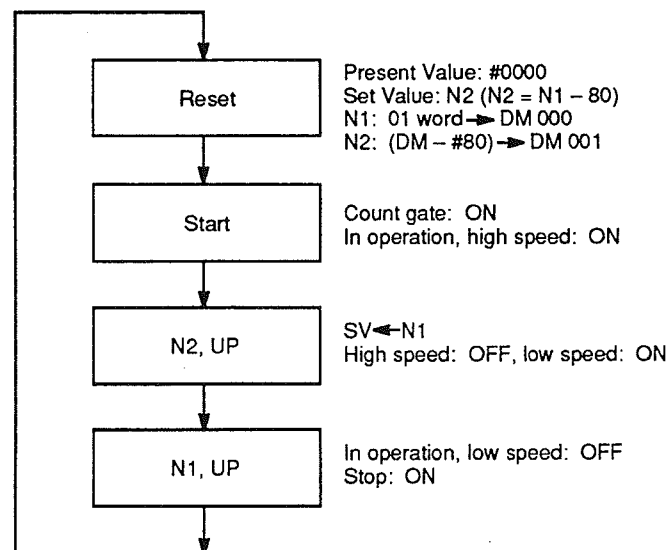 Reset
Present Value: #0000
Set Value: N2 (N2 = N1 – 80)
N1: 01 word→DM 000
N2: (DM – #80)→DM 001
Start
Count gate: ON
In operation, high speed: ON
N2, UP
SV←N1
High speed: OFF, low speed: ON
N1, UP
In operation, low speed: OFF
Stop: ON